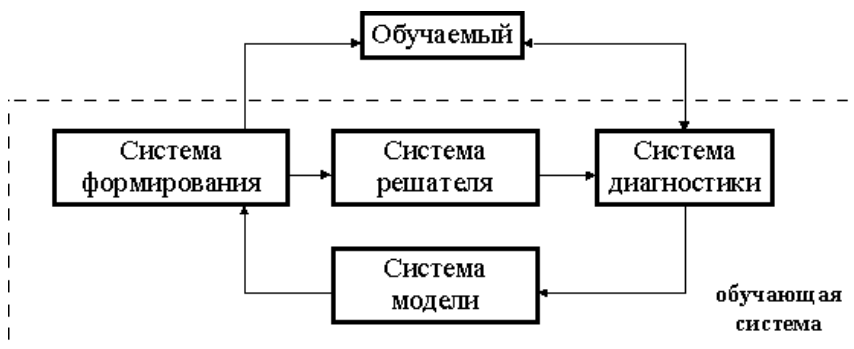 Обучаемый
Система
формирования
Система
решателя
Система
диагностики
Система
модели
обучающая
система